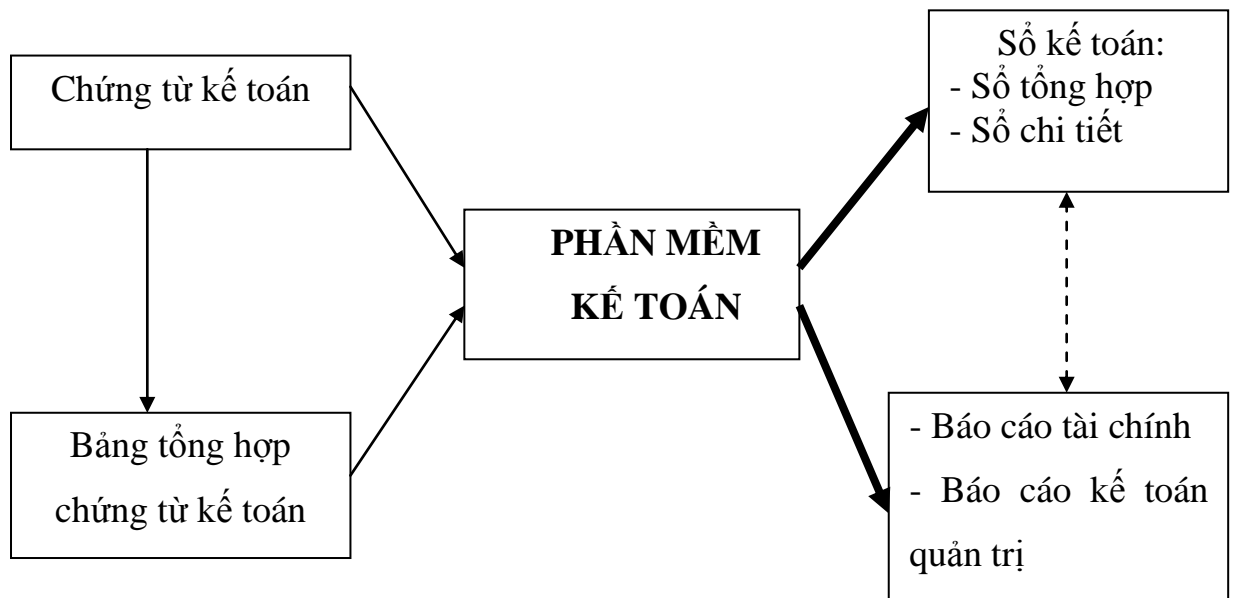 Chứng từ kế toán
Bảng tổng hợp
chứng từ kế toán
PHẦN MỀM
KẾ TOÁN
Sổ kế toán:
- Sổ tổng hợp
- Sổ chi tiết
- Báo cáo tài chính
- Báo cáo kế toán
quản trị